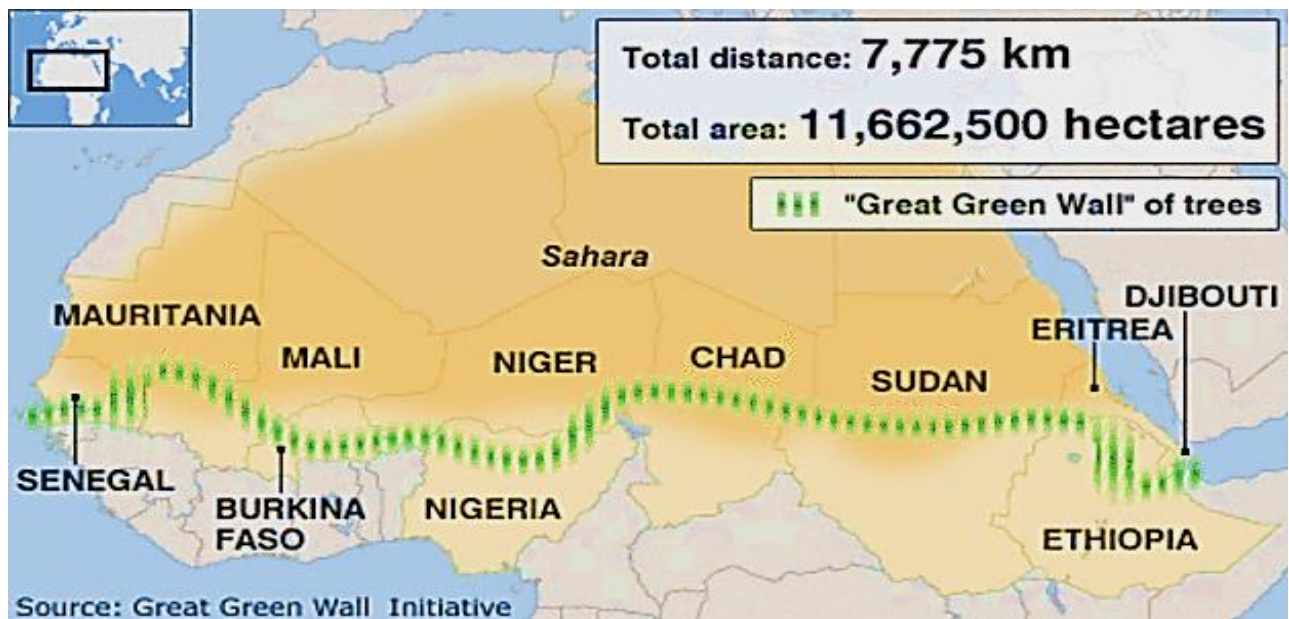 Total distance: 7,775 km
Total area: 11,662,500 hectares
"Great Green Wall" of trees
Sahara
DJIBOUTI
MAURITANIA
ERITREA
MALI
NIGER
CHAD
SUDAN
SENEGAL
BURKINA
FASO
NIGERIA
ETHIOPIA
Source: Great Green Wall Initiative